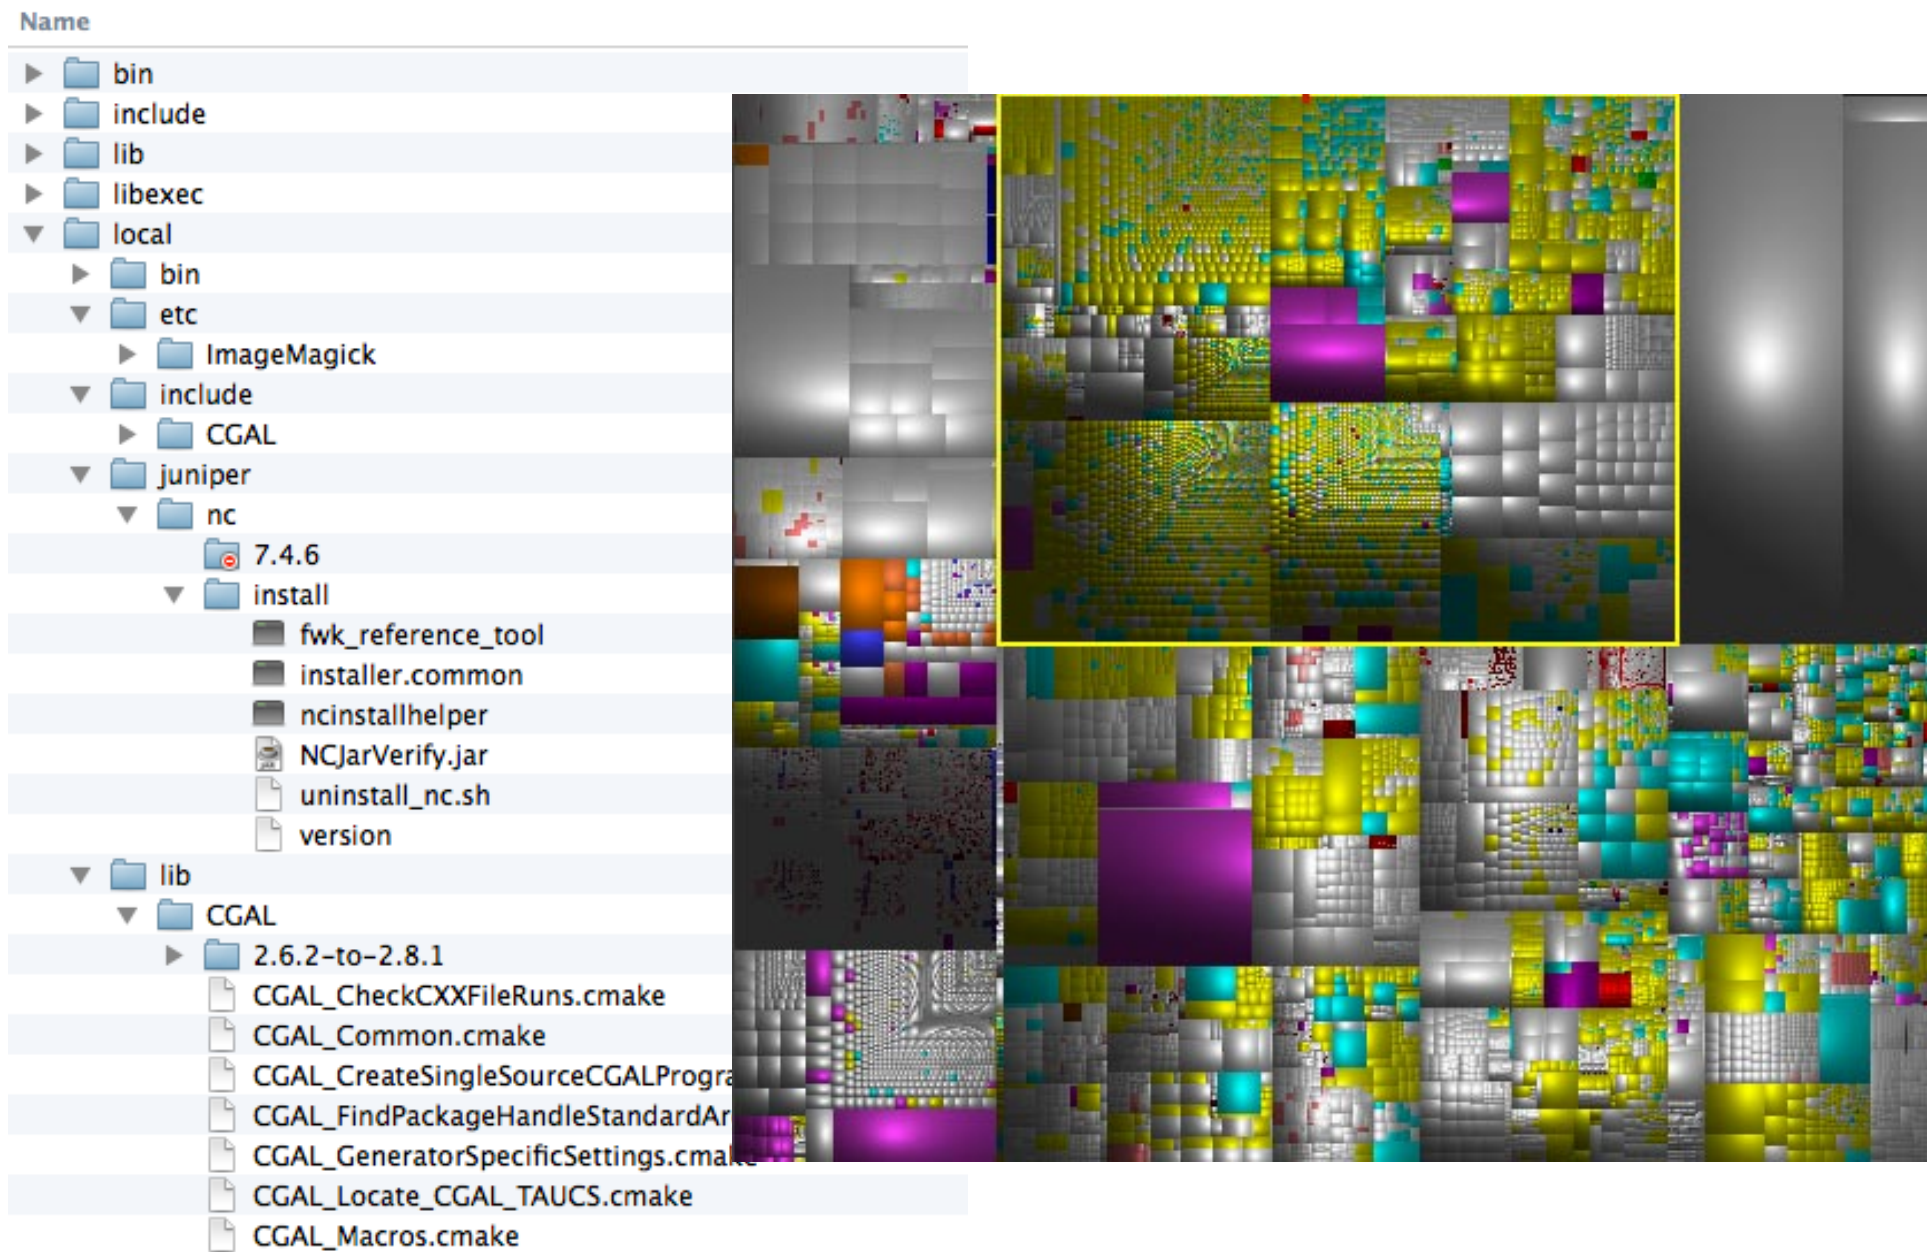 Name
bin
include
lib
libexec
local
bin
etc
ImageMagick
include
CGAL
juniper
nc
7.4.6
install
fwk_reference_tool
installer.common
ncinstallhelper
NCJarVerify.jar
uninstall_nc.sh
version
lib
CGAL
2.6.2-to-2.8.1
CGAL_CheckCXXFileRuns.cmake
CGAL_Common.cmake
CGAL_CreateSingleSourceCGALProgra
CGAL_FindPackageHandleStandardAr
CGAL_GeneratorSpecificSettings.cmake
CGAL_Locate_CGAL_TAUCS.cmake
CGAL_Macros.cmake